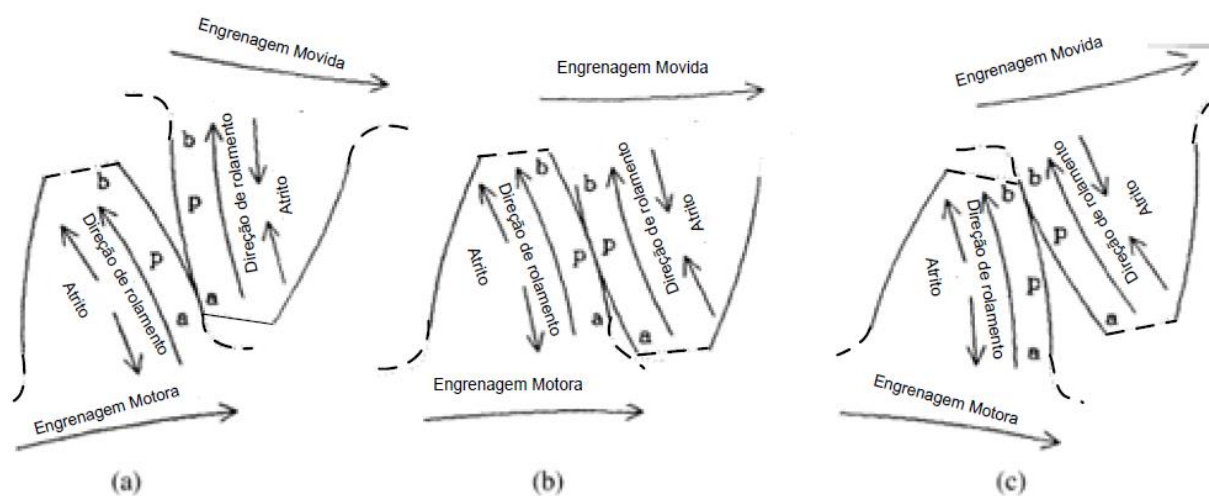 Engrenagem Movida
b
b
p
p
a
a
Direção de rolamento
Direção de rolamento
Atrito
Atrito
Engrenagem Motora
(a)
Engrenagem Movida
b
b
p
p
a
a
Direção de rolamento
Direção de rolamento
Atrito
Atrito
Engrenagem Motora
(b)
Engrenagem Movida
b
b
p
p
a
a
Direção de rolamento
Direção de rolamento
Atrito
Atrito
Engrenagem Motora
(c)